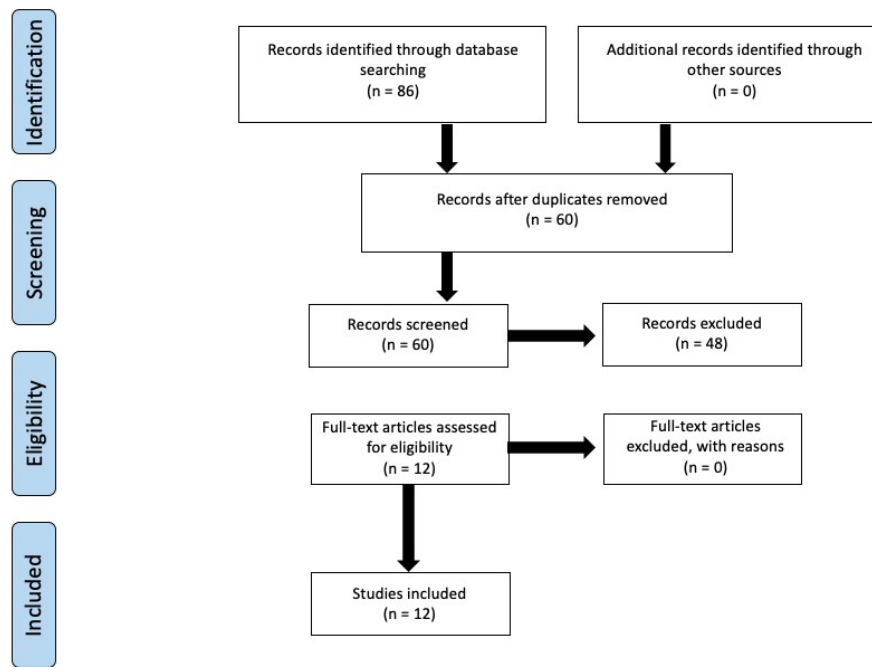 Identification
Records identified through database
searching
(n = 86)
Additional records identified through
other sources
(n = 0)
Screening
Records after duplicates removed
(n = 60)
Records screened
(n = 60)
Records excluded
(n = 48)
Eligibility
Full-text articles assessed
for eligibility
(n = 12)
Full-text articles
excluded, with reasons
(n = 0)
Included
Studies included
(n = 12)